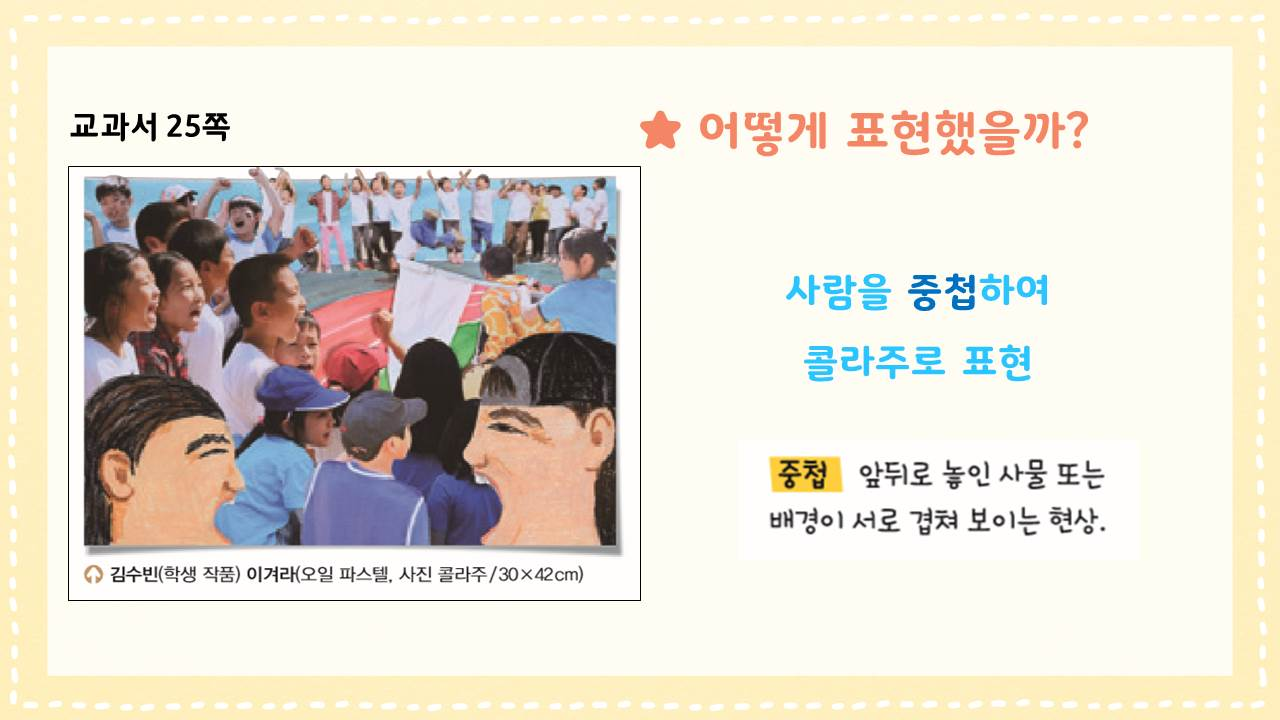 교과서 25쪽
김수빈(학생 작품) 이겨라(오일 파스텔, 사진 콜라주/30×42cm)
어떻게 표현했을까?
사람을 중첩하여
콜라주로 표현
중첩 앞뒤로 놓인 사물 또는
배경이 서로 겹쳐 보이는 현상.